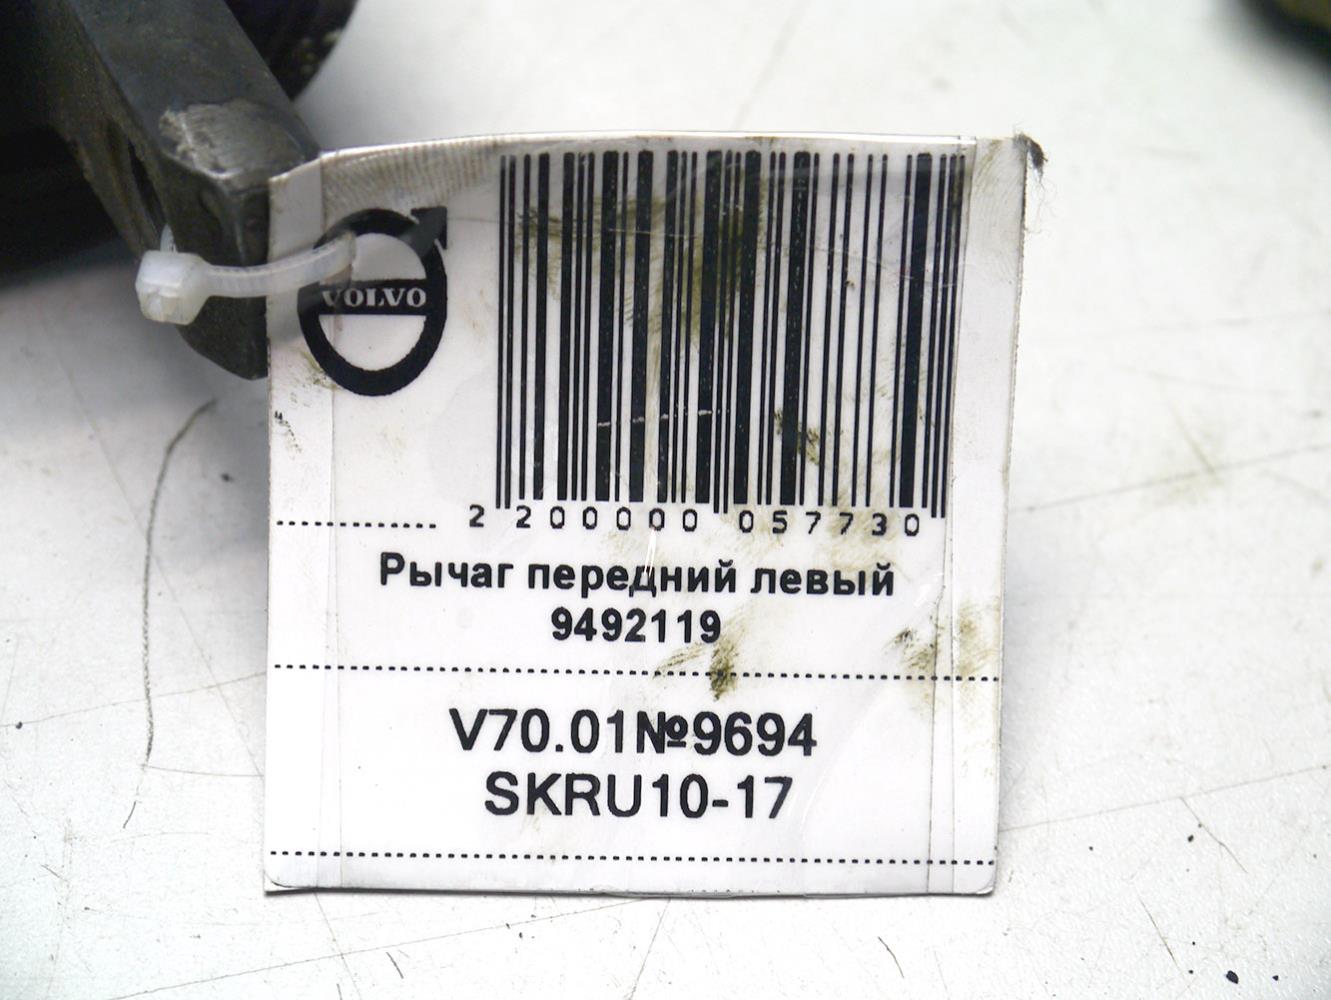 VOLVO
2 200000 057730
Рычаг передний левый
9492119
V70.01№9694
SKRU10-17